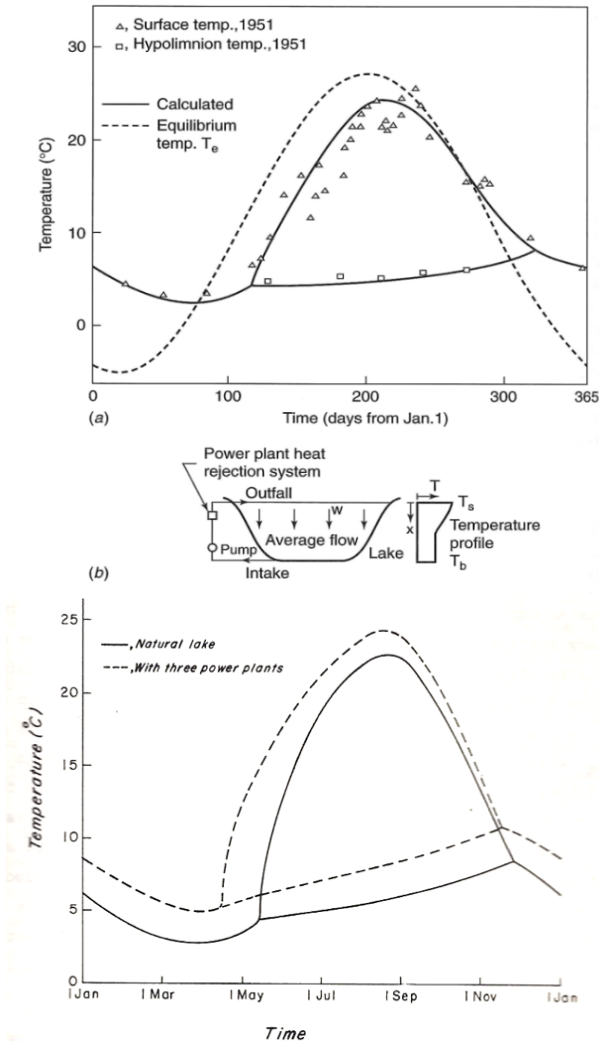 △, Surface temp.,1951
□, Hypolimnion temp.,1951
Calculated
Equilibrium
temp. Te
Temperature (°C)
30
20
10
0
0
100
200
300
365
Time (days from Jan.1)
(a)
Power plant heat
rejection system
Outfall
w
Average flow
Pump
Intake
Lake
T
x
Ts
Temperature
profile
Tb
(b)
, Natural lake
, With three power plants
Temperature (°C)
25
20
15
10
5
0
1 Jan
1 Mar
1 May
1 Jul
1 Sep
1 Nov
1 Jan
Time